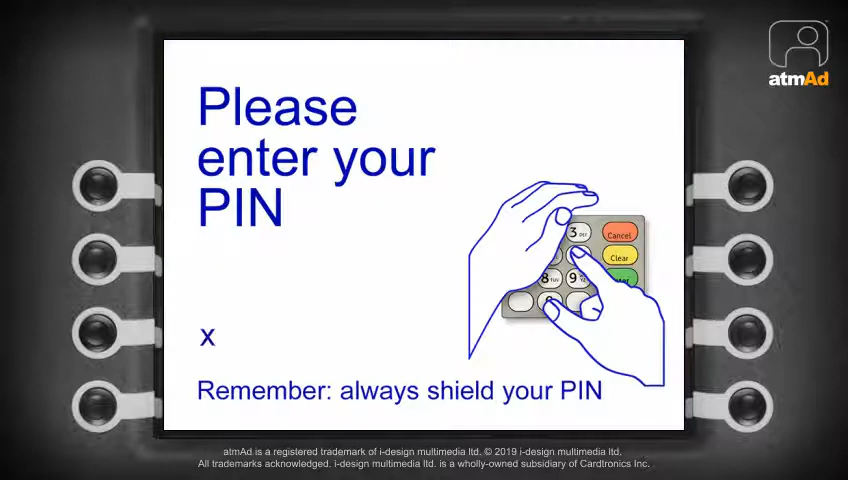 atmAd
Please
enter your
PIN
3 DEF
Cancel
Clear
8 TUV
9
x
Remember: always shield your PIN
atmAd is a registered trademark of i-design multimedia ltd. © 2019 i-design multimedia ltd.
All trademarks acknowledged. i-design multimedia ltd. is a wholly-owned subsidiary of Cardtronics Inc.